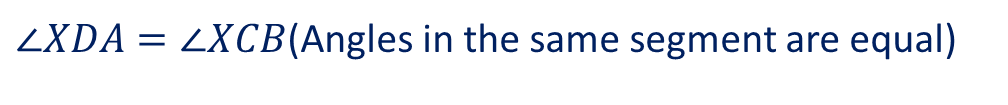 ∠XDA = ∠XCB(Angles in the same segment are equal)